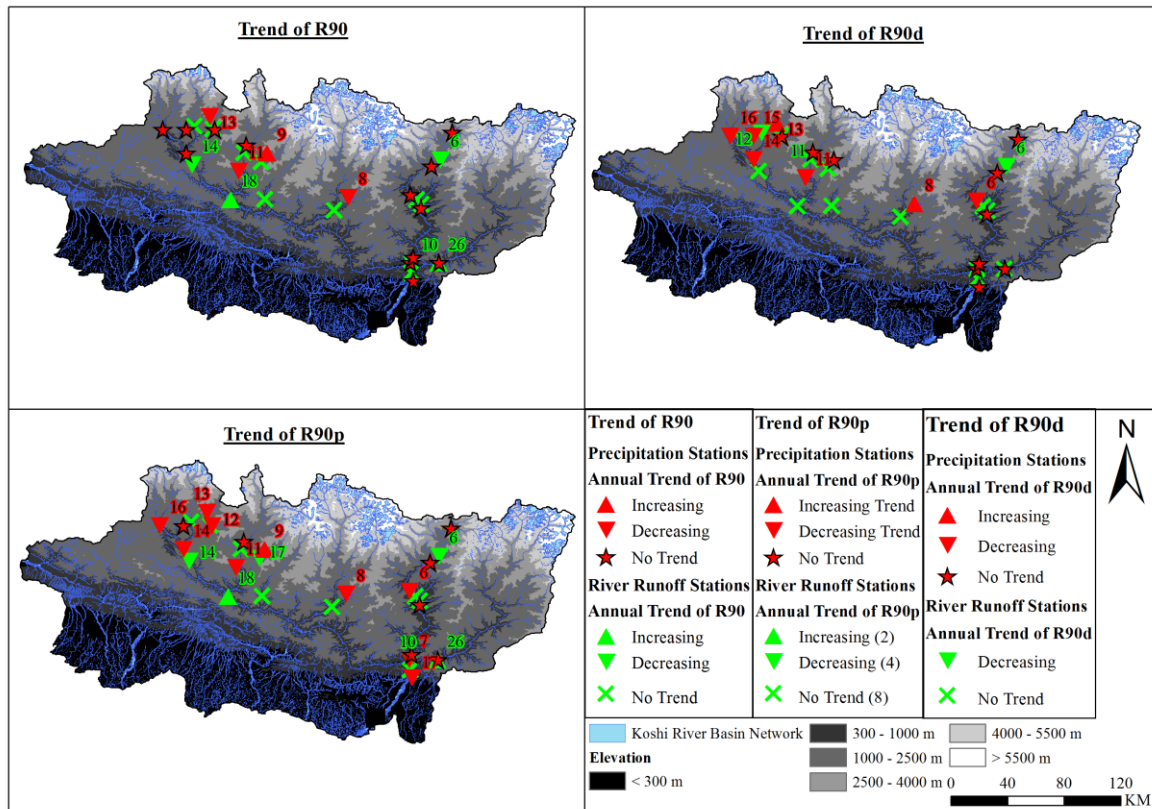 Trend of R90
13
9
14
11
18
8
6
10
26
Trend of R90d
16
15
13
12
14
11
11
8
6
6
Trend of R90p
13
16
12
14
14
9
11
17
18
8
6
6
10
7
26
Trend of R90
Precipitation Stations
Annual Trend of R90
Increasing
Decreasing
No Trend
River Runoff Stations
Annual Trend of R90
Increasing
Decreasing
No Trend
Trend of R90p
Precipitation Stations
Annual Trend of R90p
Increasing Trend
Decreasing Trend
No Trend
River Runoff Stations
Annual Trend of R90p
Increasing (2)
Decreasing (4)
No Trend (8)
Trend of R90d
Precipitation Stations
Annual Trend of R90d
Increasing
Decreasing
No Trend
River Runoff Stations
Annual Trend of R90d
Decreasing
No Trend
N
Koshi River Basin Network
Elevation
< 300 m
300 - 1000 m
1000 - 2500 m
2500 - 4000 m
4000 - 5500 m
> 5500 m
0 40 80 120
KM